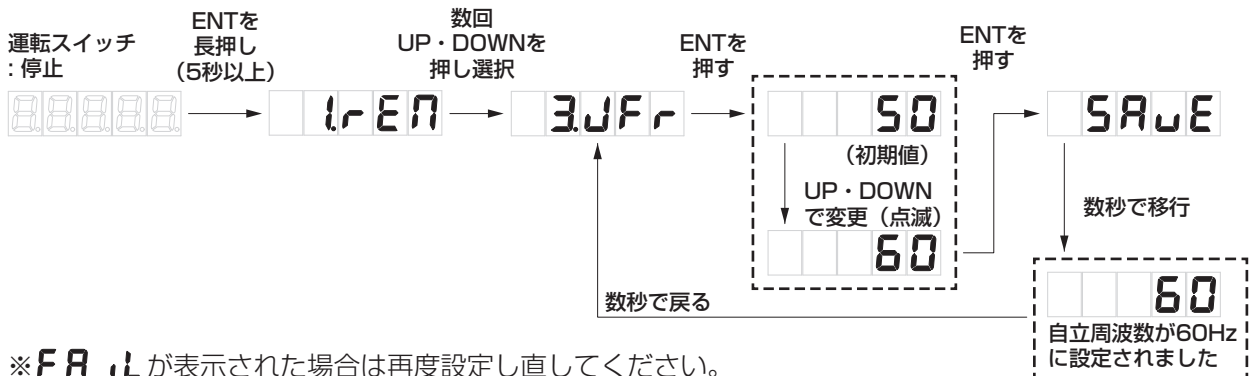 運転スイッチ
: 停止
ENTを
長押し
(5秒以上)
1.rEM
数回
UP・DOWNを
押し選択
3.JFr
ENTを
押す
50
(初期値)
UP・DOWN
で変更(点滅)
60
ENTを
押す
SAvE
数秒で移行
60
自立周波数が60Hz
に設定されました
数秒で戻る
※FAiLが表示された場合は再度設定し直してください。